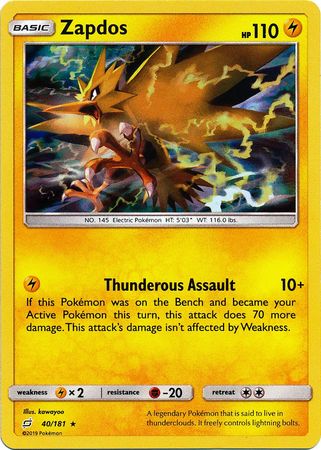 BASIC Zapdos HP 110
NO. 145 Electric Pokémon HT: 5'03" WT: 116.0 lbs.
Thunderous Assault 10+
If this Pokémon was on the Bench and became your
Active Pokémon this turn, this attack does 70 more
damage. This attack's damage isn't affected by Weakness.
weakness × 2 resistance -20 retreat
Illus. kawayoo
40/181 ★
©2019 Pokémon
A legendary Pokémon that is said to live in
thunderclouds. It freely controls lightning bolts.